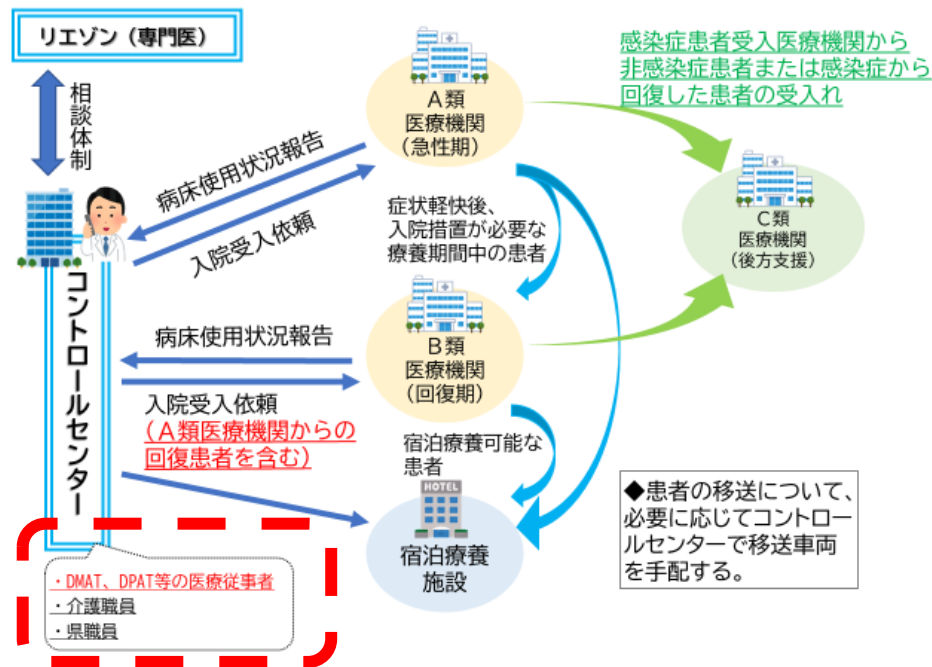 リエゾン（専門医）
相談体制
コントロールセンター
病床使用状況報告
入院受入依頼
A類
医療機関
（急性期）
感染症患者受入医療機関から
非感染症患者または感染症から
回復した患者の受入れ
症状軽快後、
入院措置が必要な
療養期間中の患者
C類
医療機関
（後方支援）
病床使用状況報告
B類
医療機関
（回復期）
入院受入依頼
（A類医療機関からの
回復患者を含む）
宿泊療養可能な
患者
HOTEL
宿泊療養
施設
◆患者の移送について、
必要に応じてコントロー
ルセンターで移送車両
を手配する。
・DMAT、DPAT等の医療従事者
・介護職員
・県職員